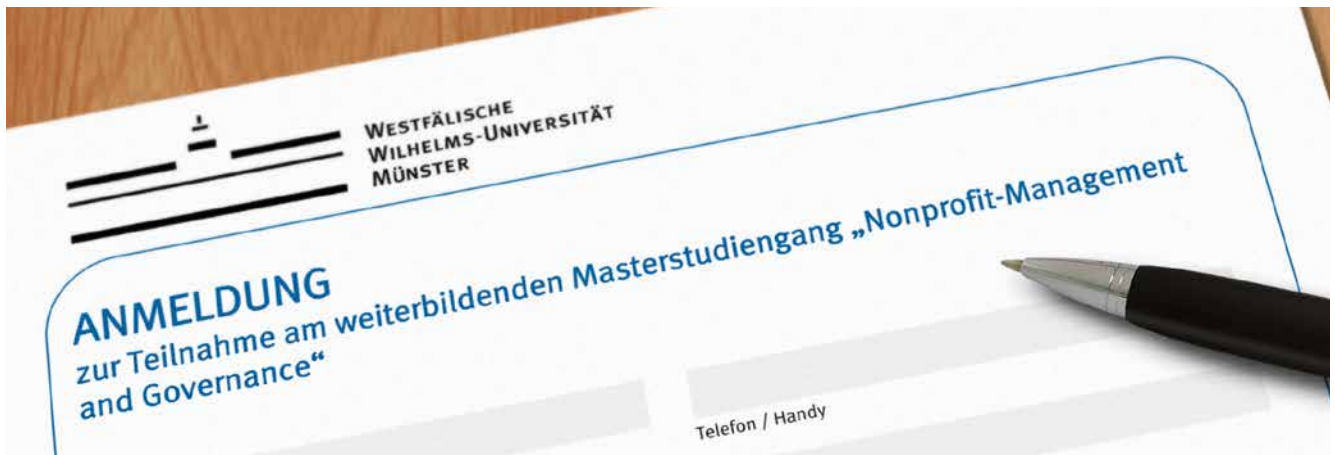 WESTFÄLISCHE
WILHELMS-UNIVERSITÄT
MÜNSTER
ANMELDUNG
zur Teilnahme am weiterbildenden Masterstudiengang „Nonprofit-Management
and Governance“
Telefon / Handy